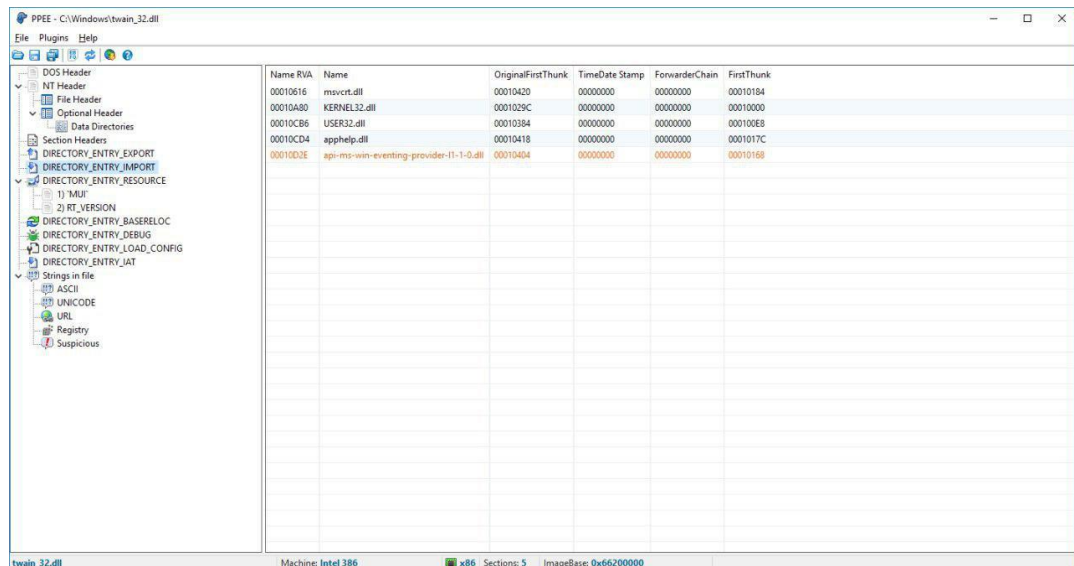 PPEE - C:\Windows\twain_32.dll
File Plugins Help
DOS Header
NT Header
File Header
Optional Header
Data Directories
Section Headers
DIRECTORY_ENTRY_EXPORT
DIRECTORY_ENTRY_IMPORT
DIRECTORY_ENTRY_RESOURCE
1) 'MUI'
2) RT_VERSION
DIRECTORY_ENTRY_BASERELOC
DIRECTORY_ENTRY_DEBUG
DIRECTORY_ENTRY_LOAD_CONFIG
DIRECTORY_ENTRY_IAT
Strings in file
ASCII
UNICODE
URL
Registry
Suspicious
Name RVA Name OriginalFirstThunk TimeDate Stamp ForwarderChain FirstThunk
00010616 msvcrt.dll 00010420 00000000 00000000 00010184
00010A80 KERNEL32.dll 0001029C 00000000 00000000 00010000
00010CB6 USER32.dll 00010384 00000000 00000000 000100E8
00010CD4 apphelp.dll 00010418 00000000 00000000 0001017C
00010D2E api-ms-win-eventing-provider-l1-1-0.dll 00010404 00000000 00000000 00010168
twain_32.dll Machine: Intel 386 x86 Sections: 5 ImageBase: 0x66200000